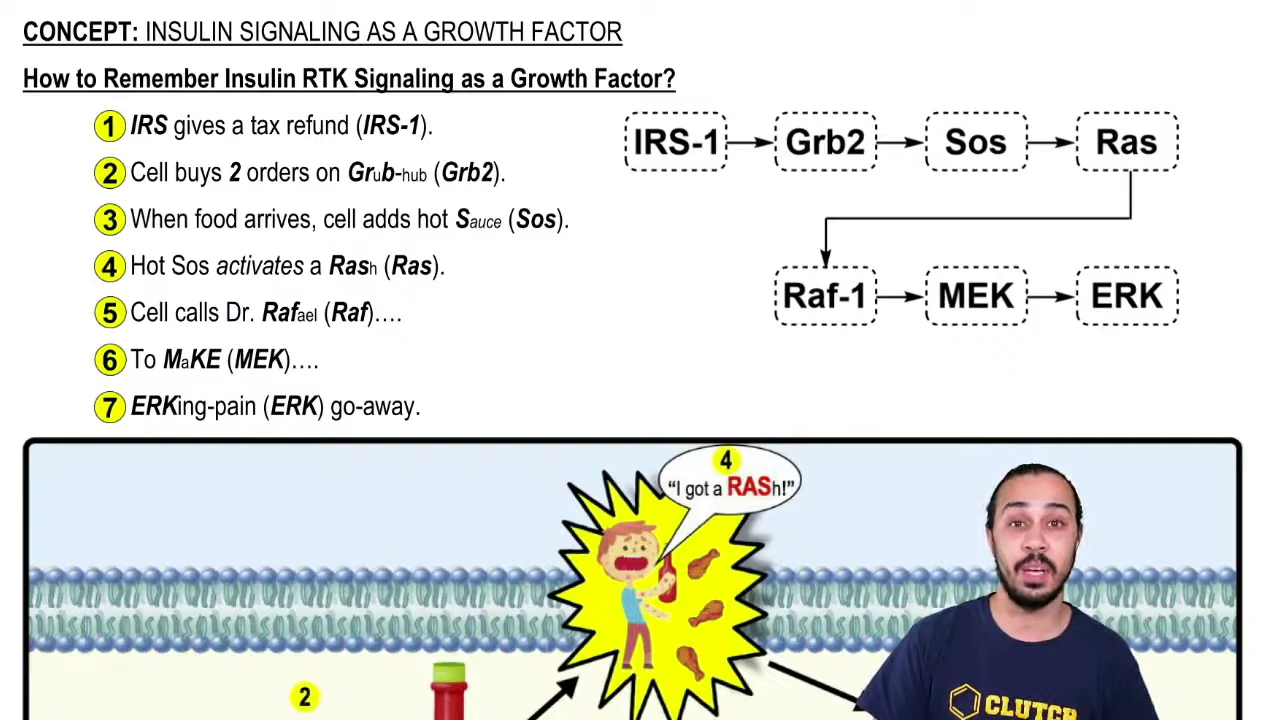 CONCEPT: INSULIN SIGNALING AS A GROWTH FACTOR
How to Remember Insulin RTK Signaling as a Growth Factor?
1 IRS gives a tax refund (IRS-1).
2 Cell buys 2 orders on Grub-hub (Grb2).
3 When food arrives, cell adds hot Sauce (Sos).
4 Hot Sos activates a Rash (Ras).
5 Cell calls Dr. Rafael (Raf)….
6 To MaKE (MEK)….
7 ERKing-pain (ERK) go-away.
IRS-1 Grb2 Sos Ras
Raf-1 MEK ERK
4
“I got a RASh!”
2
CLUTCH